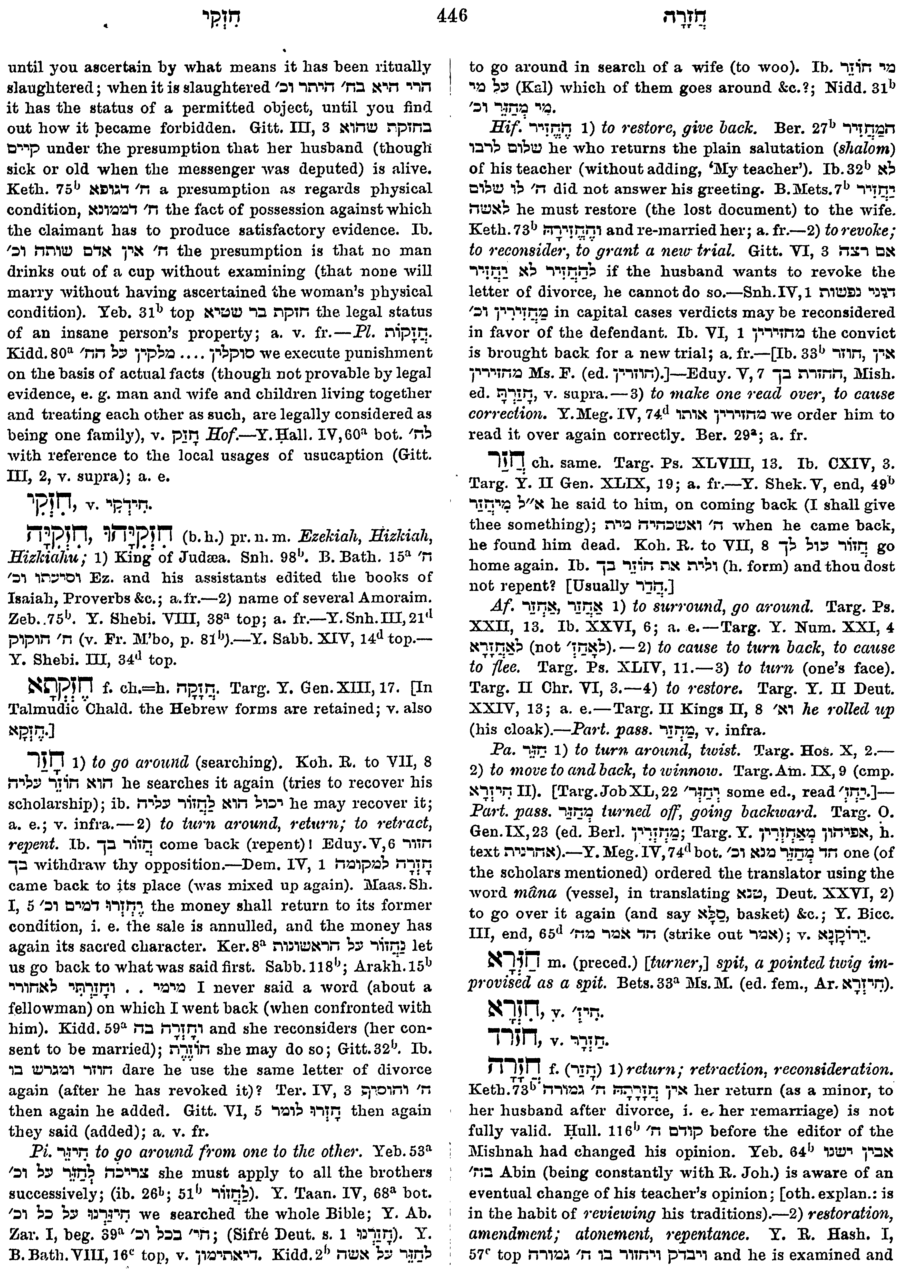 חזקי 446 חזרה
until you ascertain by what means it has been ritually
slaughtered; when it is slaughtered הרי היא בח׳ היתר וכ׳
it has the status of a permitted object, until you find
out how it became forbidden. Gitt. III, 3 בחזקת שהוא
קיים under the presumption that her husband (though
sick or old when the messenger was deputed) is alive.
Keth. 75ᵇ ח׳ דגופא a presumption as regards physical
condition, ח׳ דממונא the fact of possession against which
the claimant has to produce satisfactory evidence. Ib.
ח׳ אין אדם שותה וכ׳ the presumption is that no man
drinks out of a cup without examining (that none will
marry without having ascertained the woman's physical
condition). Yeb. 31ᵇ top חזקת בר שטיא the legal status
of an insane person's property; a. v. fr.—Pl. חֲזָקוֹת.
Kidd. 80ᵃ סוקלין .... מלקין על הח׳ we execute punishment
on the basis of actual facts (though not provable by legal
evidence, e. g. man and wife and children living together
and treating each other as such, are legally considered as
being one family), v. חָזַק Hof.—Y. Ḥall. IV, 60ᵃ bot. לח׳
with reference to the local usages of usucaption (Gitt.
III, 2, v. supra); a. e.
חִזְקִי, v. חִידְקִי.
חִזְקִיָּה, חִזְקִיָּהוּ (b. h.) pr. n. m. Ezekiah, Ḥizkiah,
Ḥizkiahu; 1) King of Judæa. Snh. 98ᵇ. B. Bath. 15ᵃ ח׳
וסיעתו וכ׳ Ez. and his assistants edited the books of
Isaiah, Proverbs &c.; a. fr.—2) name of several Amoraim.
Zeb. 75ᵇ. Y. Shebi. VIII, 38ᵃ top; a. fr.—Y. Snh. III, 21ᵈ
ח׳ חוקוק (v. Fr. M'bo, p. 81ᵇ).—Y. Sabb. XIV, 14ᵈ top.—
Y. Shebi. III, 34ᵈ top.
חֶזְקְתָא f. ch.=h. חֲזָקָה. Targ. Y. Gen. XIII, 17. [In
Talmudic Chald. the Hebrew forms are retained; v. also
חֶזְקָא.]
חָזַר 1) to go around (searching). Koh. R. to VII, 8
הוא חוֹזֵר עליה he searches it again (tries to recover his
scholarship); ib. יכול הוא לַחֲזוֹר עליה he may recover it;
a. e.; v. infra.—2) to turn around, return; to retract,
repent. Ib. חֲזוֹר בך come back (repent)! Eduy. V, 6 חזור
בך withdraw thy opposition.—Dem. IV, 1 חָזְרָה למקומה
came back to its place (was mixed up again). Maas. Sh.
I, 5 יַחְזְרוּ דמים וכ׳ the money shall return to its former
condition, i. e. the sale is annulled, and the money has
again its sacred character. Ker. 8ᵃ נַחֲזוֹר על הראשונות let
us go back to what was said first. Sabb. 118ᵇ; Arakh. 15ᵇ
מימי . . וחָזַרְתִּי לאחורי I never said a word (about a
fellowman) on which I went back (when confronted with
him). Kidd. 59ᵃ וחָזְרָה בה and she reconsiders (her con-
sent to be married); חוֹזֶרֶת she may do so; Gitt. 32ᵇ. Ib.
חוזר ומגרש בו dare he use the same letter of divorce
again (after he has revoked it)? Ter. IV, 3 ח׳ והוסיף
then again he added. Gitt. VI, 5 חָזְרוּ לומר then again
they said (added); a. v. fr.
Pi. חִיזֵּר to go around from one to the other. Yeb. 53ᵃ
צריכה לְחַזֵּר על וכ׳ she must apply to all the brothers
successively; (ib. 26ᵇ; 51ᵇ לַחֲזוֹר). Y. Taan. IV, 68ᵃ bot.
חִיזַּרְנוּ על כל וכ׳ we searched the whole Bible; Y. Ab.
Zar. I, beg. 39ᵃ חי׳ בכל וכ׳; (Sifré Deut. s. 1 חָזַרְנוּ). Y.
B. Bath. VIII, 16ᶜ top, v. דיאתימון. Kidd. 2ᵇ לְחַזֵּר על אשה
to go around in search of a wife (to woo). Ib. מי חוֹזֵר
על מי (Kal) which of them goes around &c.?; Nidd. 31ᵇ
מי מְחַזֵּר וכ׳.
Hif. הֶחֱזִיר 1) to restore, give back. Ber. 27ᵇ המַחֲזִיר
שלום לרבו he who returns the plain salutation (shalom)
of his teacher (without adding, 'My teacher'). Ib. 32ᵇ לא
ה׳ לו שלום did not answer his greeting. B. Mets. 7ᵇ יַחֲזִיר
לאשה he must restore (the lost document) to the wife.
Keth. 73ᵇ והֶחֱזִירָהּ and re-married her; a. fr.—2) to revoke;
to reconsider, to grant a new trial. Gitt. VI, 3 אם רצה
לְהַחֲזִיר לא יַחֲזִיר if the husband wants to revoke the
letter of divorce, he cannot do so.—Snh. IV, 1 דיני נפשות
מַחֲזִירִין וכ׳ in capital cases verdicts may be reconsidered
in favor of the defendant. Ib. VI, 1 מחזירין the convict
is brought back for a new trial; a. fr.—[Ib. 33ᵇ אין, חוזר
מחזירין Ms. F. (ed. חוזרין).]—Eduy. V, 7 חחזרת בך, Mish.
ed. חָזַרְתָּ, v. supra.—3) to make one read over, to cause
correction. Y. Meg. IV, 74ᵈ מחזירין אותו we order him to
read it over again correctly. Ber. 29ᵃ; a. fr.
חֲזַר ch. same. Targ. Ps. XLVIII, 13. Ib. CXIV, 3.
Targ. Y. II Gen. XLIX, 19; a. fr.—Y. Shek. V, end, 49ᵇ
א״ל מיחזר he said to him, on coming back (I shall give
thee something); ח׳ ואשכחיה מית when he came back,
he found him dead. Koh. R. to VII, 8 חֲזוֹר עול לך go
home again. Ib. ולית את חוֹזֵר בך (h. form) and thou dost
not repent? [Usually הֲדַר.]
Af. אַחְזַר, אַחֲזַר 1) to surround, go around. Targ. Ps.
XXII, 13. Ib. XXVI, 6; a. e.—Targ. Y. Num. XXI, 4
לְאַחֲזָרָא (not לְאַחְזְ׳).—2) to cause to turn back, to cause
to flee. Targ. Ps. XLIV, 11.—3) to turn (one's face).
Targ. II Chr. VI, 3.—4) to restore. Targ. Y. II Deut.
XXIV, 13; a. e.—Targ. II Kings II, 8 וא׳ he rolled up
(his cloak).—Part. pass. מַחְזַר, v. infra.
Pa. חַזֵּר 1) to turn around, twist. Targ. Hos. X, 2.—
2) to move to and back, to winnow. Targ. Am. IX, 9 (cmp.
חִיזְרָא II). [Targ. Job XL, 22 יְחַזֵּר׳ some ed., read יַחְזְ׳.]—
Part. pass. מְחַזַּר turned off, going backward. Targ. O.
Gen. IX, 23 (ed. Berl. מַחְזְרִין; Targ. Y. אפיהון מְאַחְזְרִין, h.
text אחרנית).—Y. Meg. IV, 74ᵈ bot. חד מְחַזֵּר מנא וכ׳ one (of
the scholars mentioned) ordered the translator using the
word māna (vessel, in translating טנא, Deut. XXVI, 2)
to go over it again (and say סַלָּא, basket) &c.; Y. Bicc.
III, end, 65ᵈ חד אמר מה׳ (strike out אמר); v. יְרוֹקָנָא.
חִזְרָא m. (preced.) [turner,] spit, a pointed twig im-
provised as a spit. Bets. 33ᵃ Ms. M. (ed. fem., Ar. חִיזְרָא).
חִזְרָא, v. חִיזְ׳.
חזרד, v. חֻזְרָר.
חֲזָרָה f. (חָזַר) 1) return; retraction, reconsideration.
Keth. 73ᵇ אין חֲזָרָתָהּ ח׳ גמורה her return (as a minor, to
her husband after divorce, i. e. her remarriage) is not
fully valid. Ḥull. 116ᵇ קודם ח׳ before the editor of the
Mishnah had changed his opinion. Yeb. 64ᵇ אבין ישנו
בח׳ Abin (being constantly with R. Joh.) is aware of an
eventual change of his teacher's opinion; [oth. explan.: is
in the habit of reviewing his traditions).—2) restoration,
amendment; atonement, repentance. Y. R. Hash. I,
57ᶜ top ויבדק ויחזור בו ח׳ גמורה and he is examined and